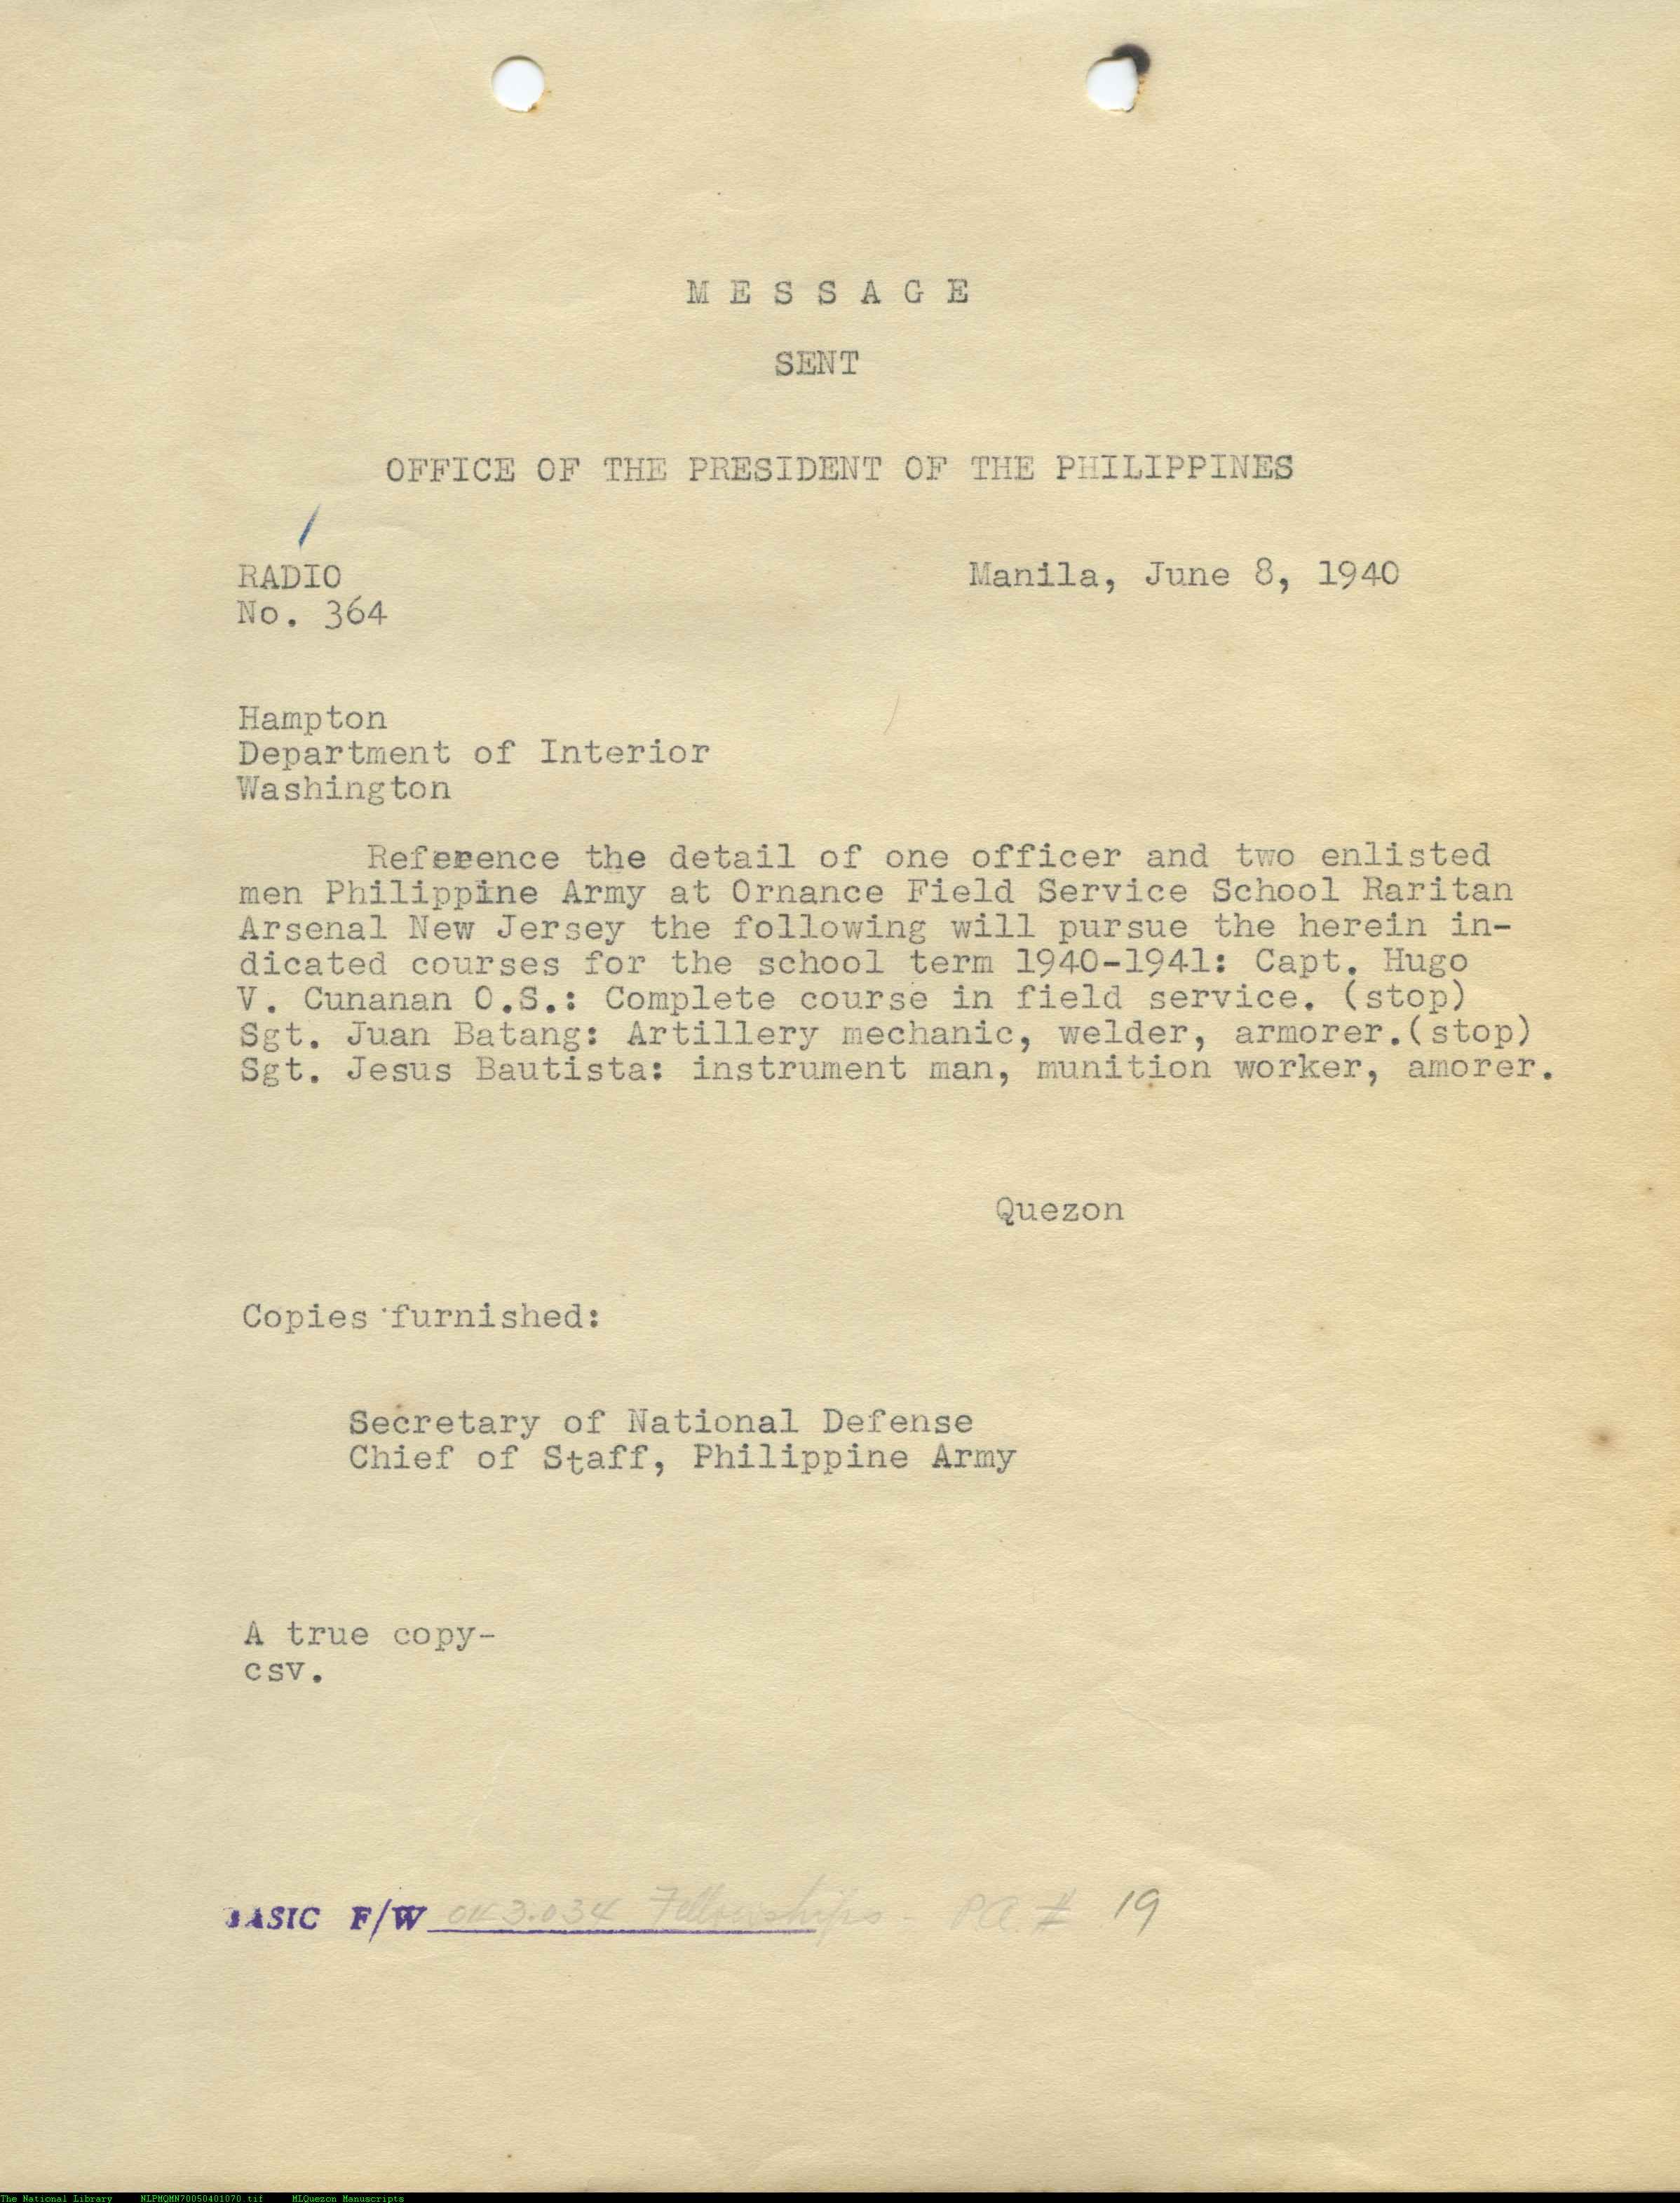 M E S S A G E
SENT
OFFICE OF THE PRESIDENT OF THE PHILIPPINES
RADIO
No. 364
Manila, June 8, 1940
Hampton
Department of Interior
Washington
Reference the detail of one officer and two enlisted
men Philippine Army at Ornance Field Service School Raritan
Arsenal New Jersey the following will pursue the herein in-
dicated courses for the school term 1940-1941: Capt. Hugo
V. Cunanan O.S.: Complete course in field service. (stop)
Sgt. Juan Batang: Artillery mechanic, welder, armorer.(stop)
Sgt. Jesus Bautista: instrument man, munition worker, amorer.
Quezon
Copies furnished:
Secretary of National Defense
Chief of Staff, Philippine Army
A true copy-
csv.
BASIC F/W Fellowships PA # 19
The National Library NLPMQMN70050401070.tif MLQuezon Manuscripts